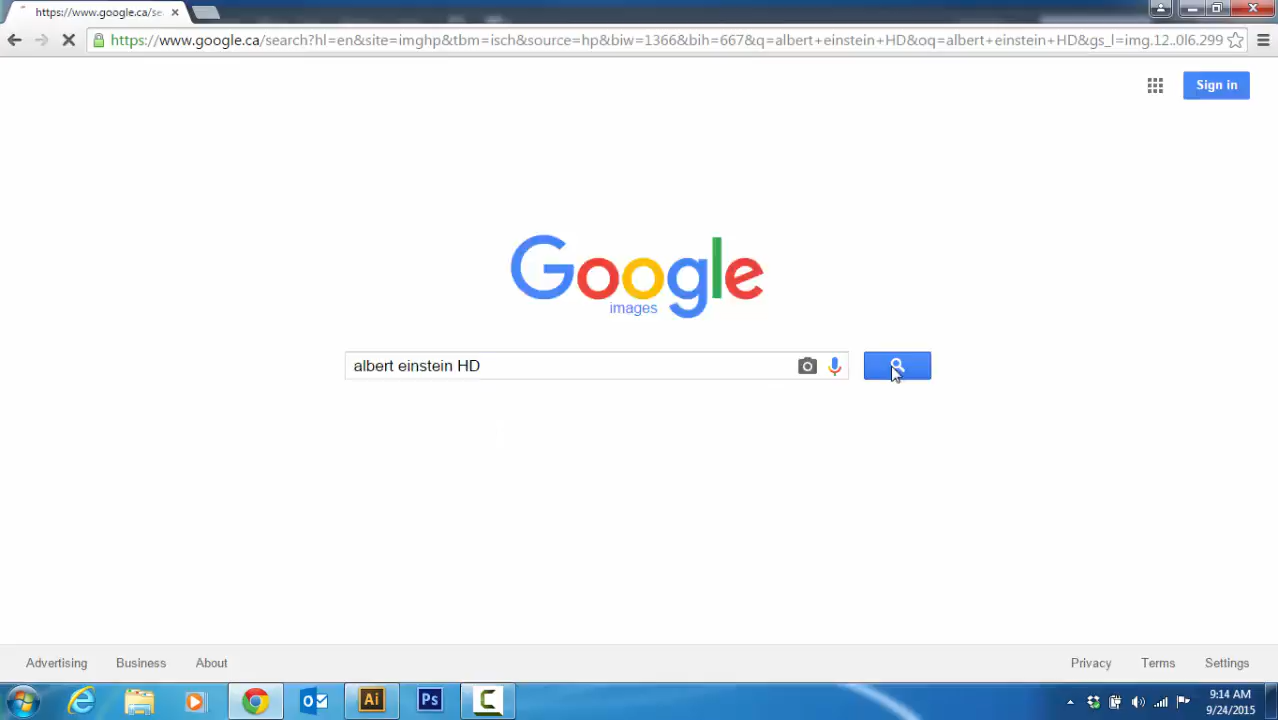 https://www.google.ca/se
https://www.google.ca/search?hl=en&site=imghp&tbm=isch&source=hp&biw=1366&bih=667&q=albert+einstein+HD&oq=albert+einstein+HD&gs_l=img.12..0l6.299
Sign in
Google
images
albert einstein HD
Advertising Business About Privacy Terms Settings
Ai Ps C
9:14 AM
9/24/2015